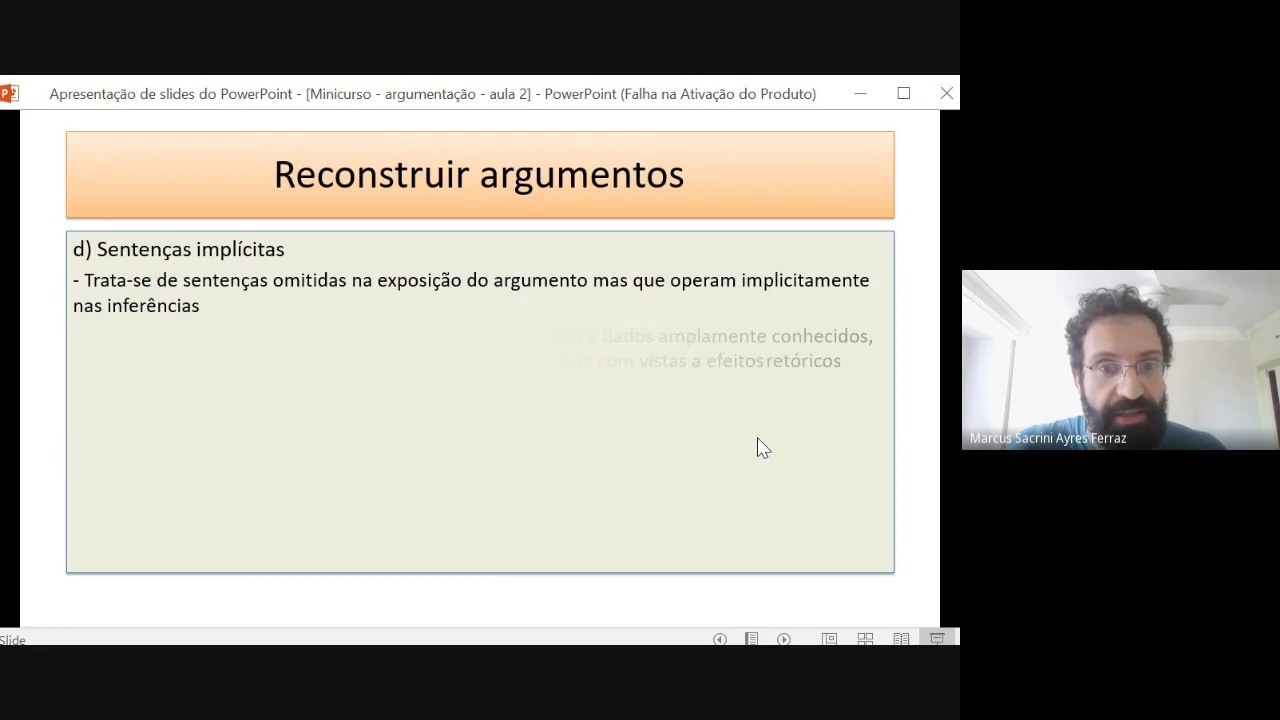 Apresentação de slides do PowerPoint - [Minicurso - argumentação - aula 2] - PowerPoint (Falha na Ativação do Produto)
Reconstruir argumentos
d) Sentenças implícitas
- Trata-se de sentenças omitidas na exposição do argumento mas que operam implicitamente
nas inferências
dados amplamente conhecidos,
com vistas a efeitos retóricos
Marcus Sacrini Ayres Ferraz
Slide